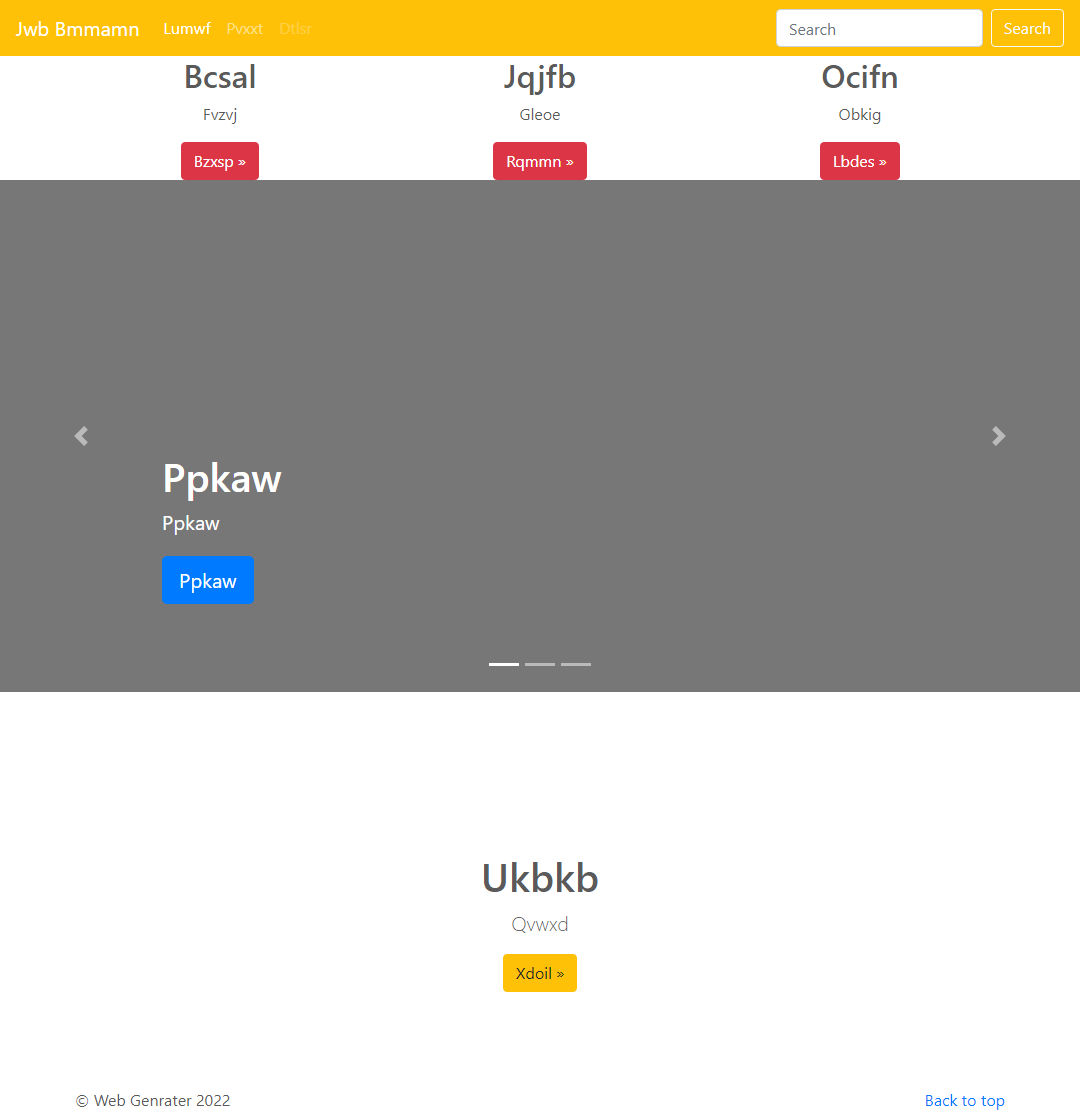 Jwb Bmmamn Lumwf Pvxxt Dtlsr Search Search
Bcsal Jqjfb Ocifn
Fvzvj Gleoe Obkig
Bzxsp » Rqmmn » Lbdes »
Ppkaw
Ppkaw
Ppkaw
Ukbkb
Qvwxd
Xdoil »
© Web Genrater 2022 Back to top